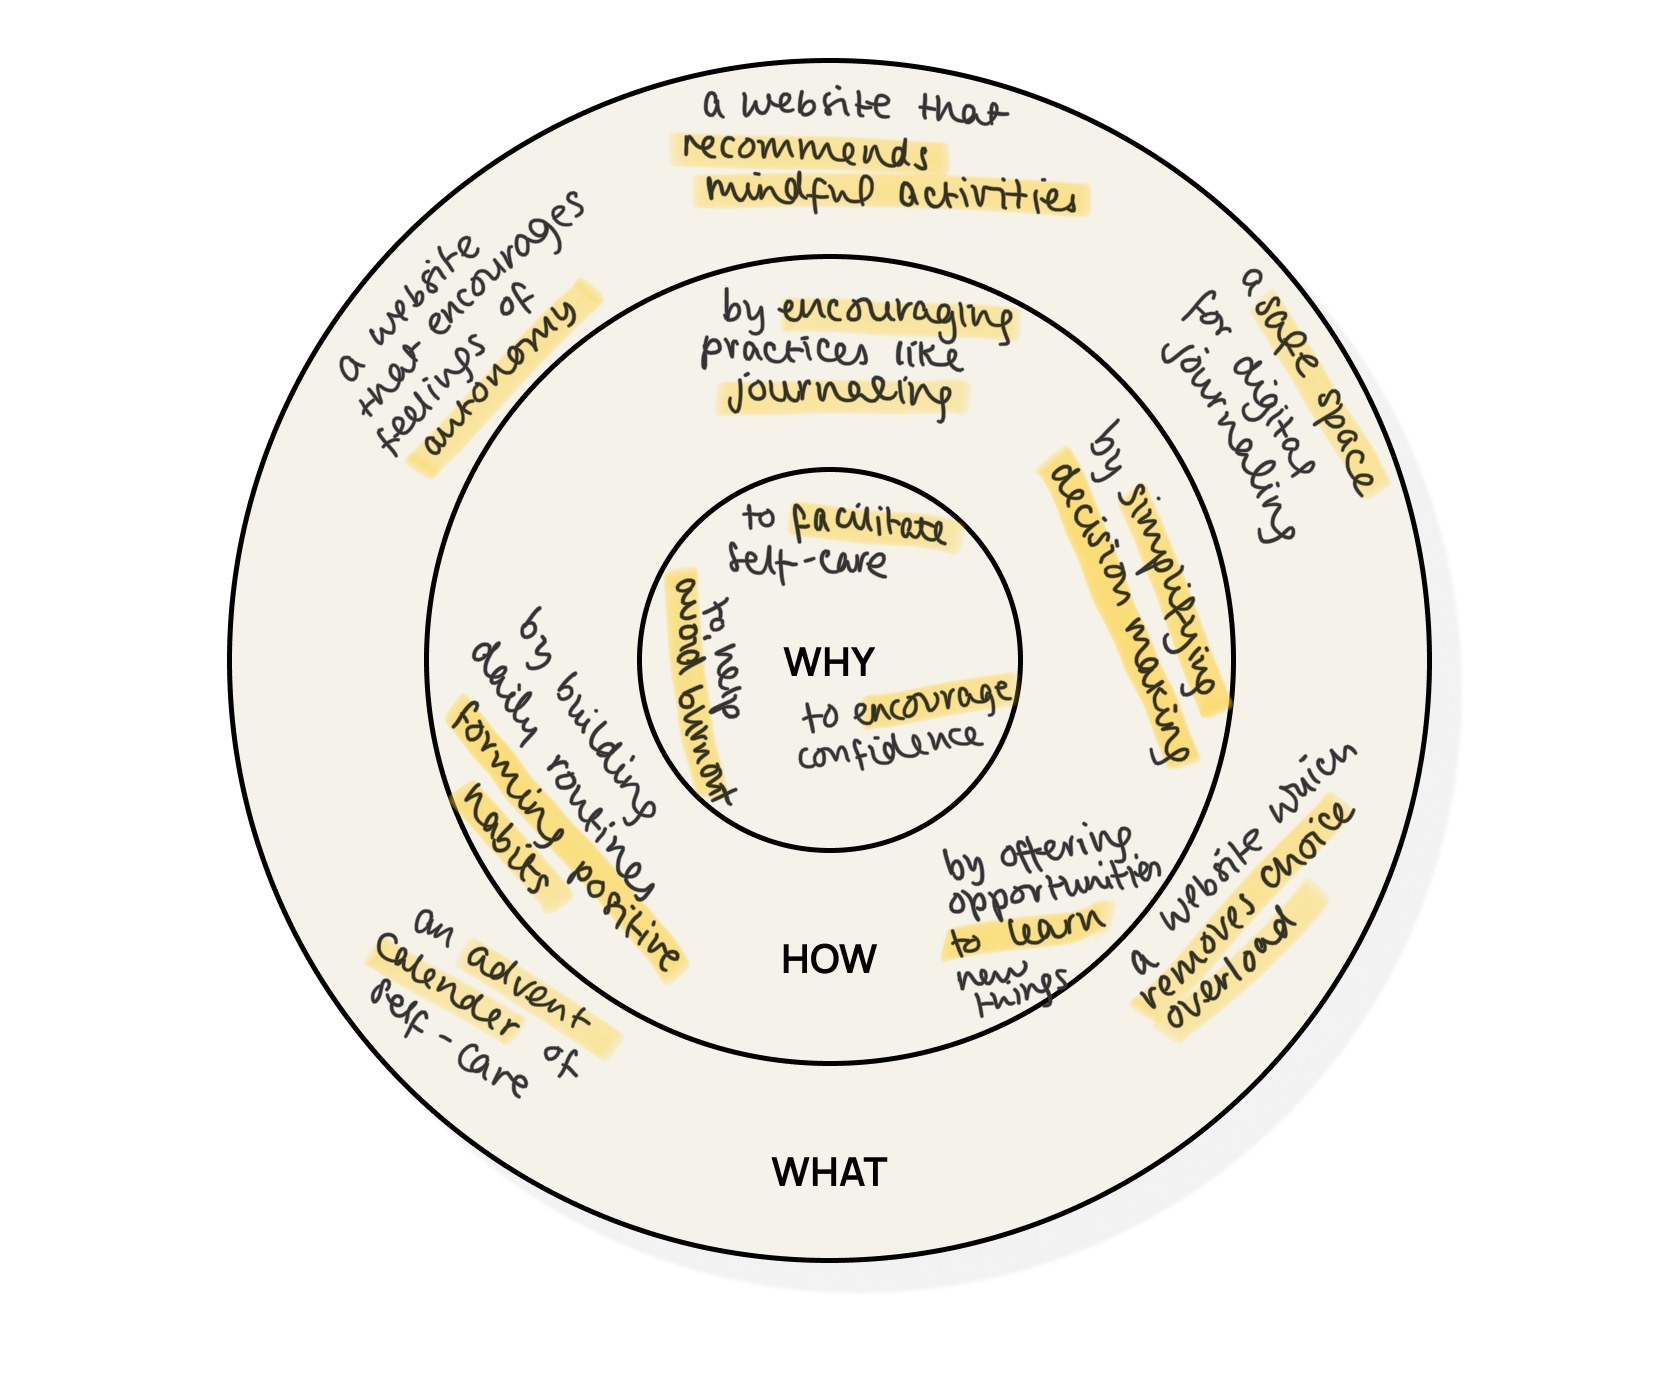 a website that
recommends
mindful activities
a website
that encourages
feelings of
autonomy
a safe space
for digital
journaling
by encouraging
practices like
journaling
by simplifying
decision making
to facilitate
self-care
to help
avoid burnout
WHY
to encourage
confidence
by building
daily routines
forming positive
habits
by offering
opportunities
to learn
new
things
HOW
a website which
removes choice
overload
an advent
calender of
self-care
WHAT